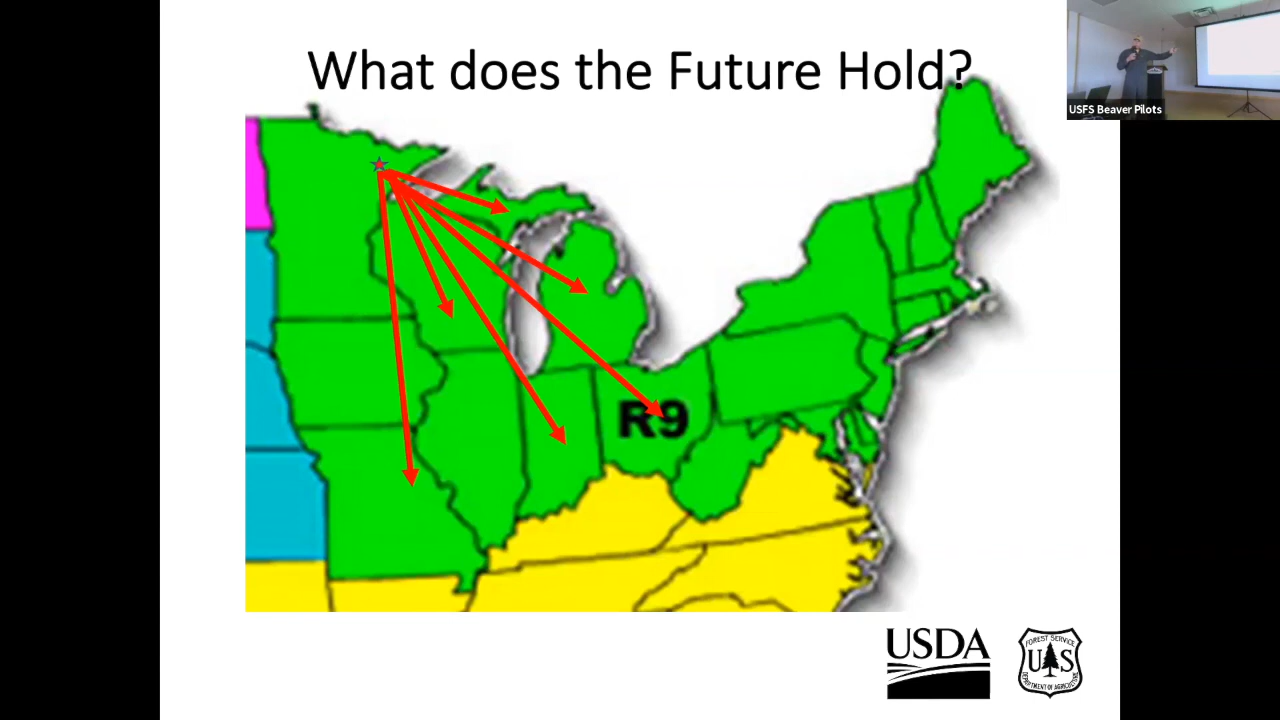 What does the Future Hold?
USFS Beaver Pilots
R9
USDA
FOREST SERVICE
U S
DEPARTMENT OF AGRICULTURE